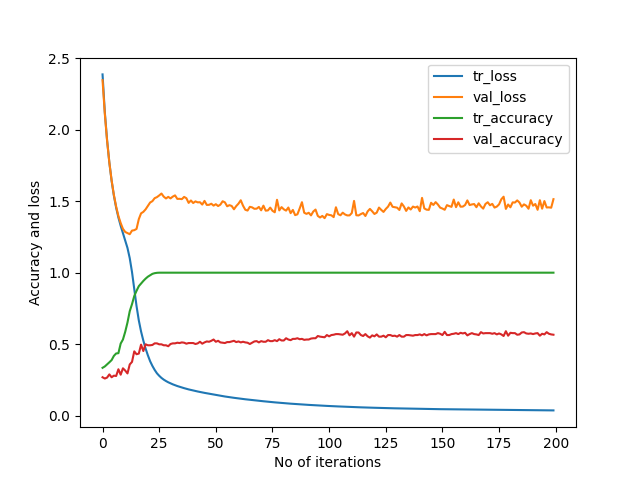 2.5
2.0
1.5
1.0
0.5
0.0
Accuracy and loss
tr_loss
val_loss
tr_accuracy
val_accuracy
0 25 50 75 100 125 150 175 200
No of iterations